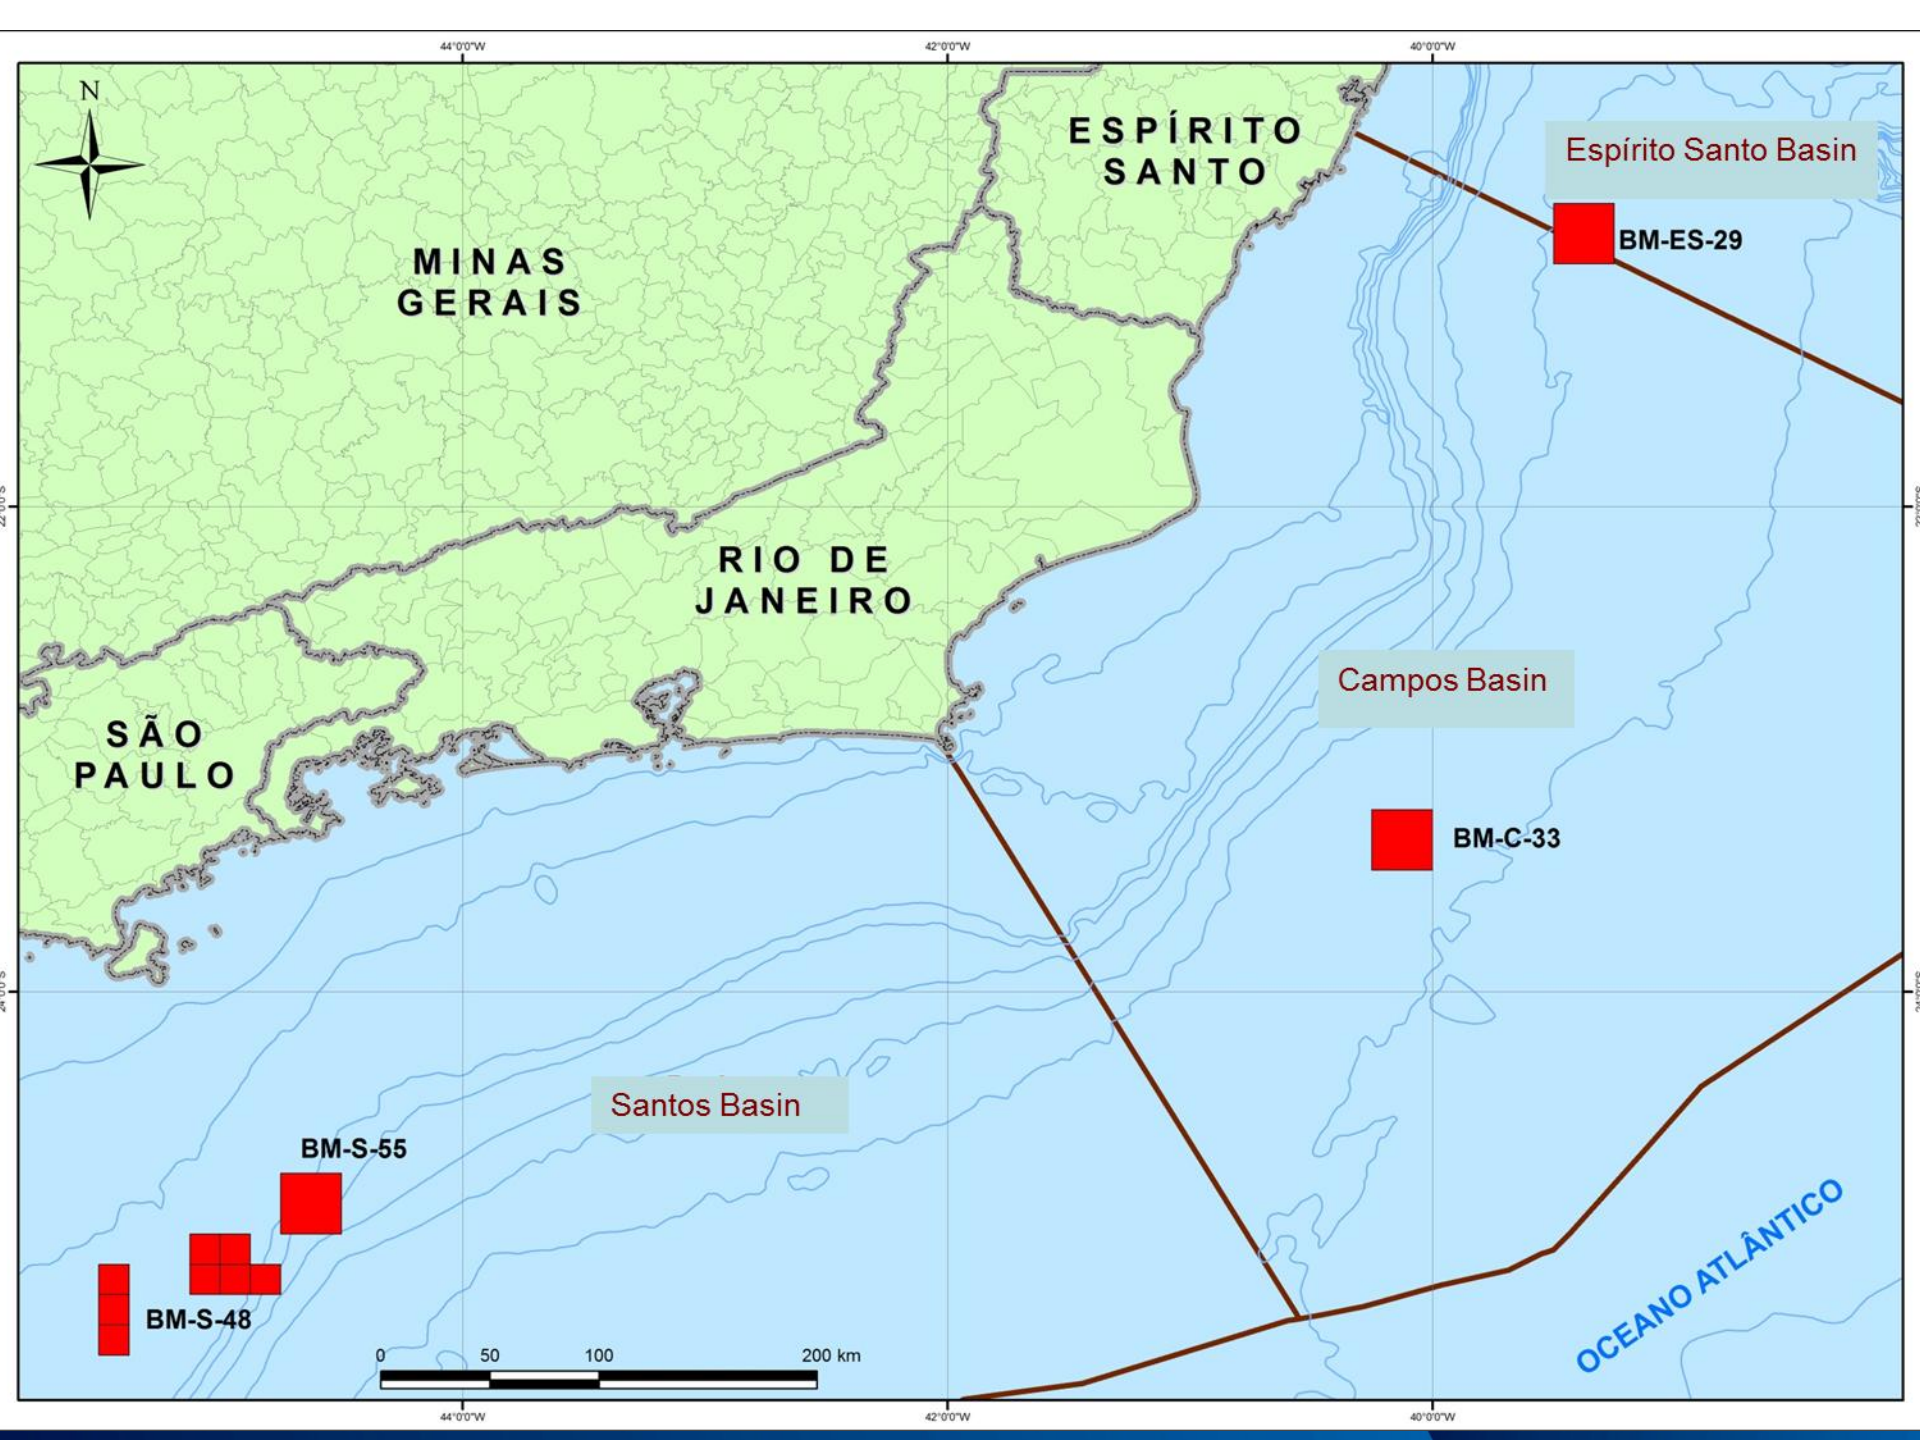 44°0'0"W
42°0'0"W
40°0'0"W
N
ESPÍRITO
SANTO
Espírito Santo Basin
BM-ES-29
MINAS
GERAIS
RIO DE
JANEIRO
Campos Basin
SÃO
PAULO
BM-C-33
Santos Basin
BM-S-55
OCEANO ATLÂNTICO
BM-S-48
0
50
100
200 km
44°0'0"W
42°0'0"W
40°0'0"W